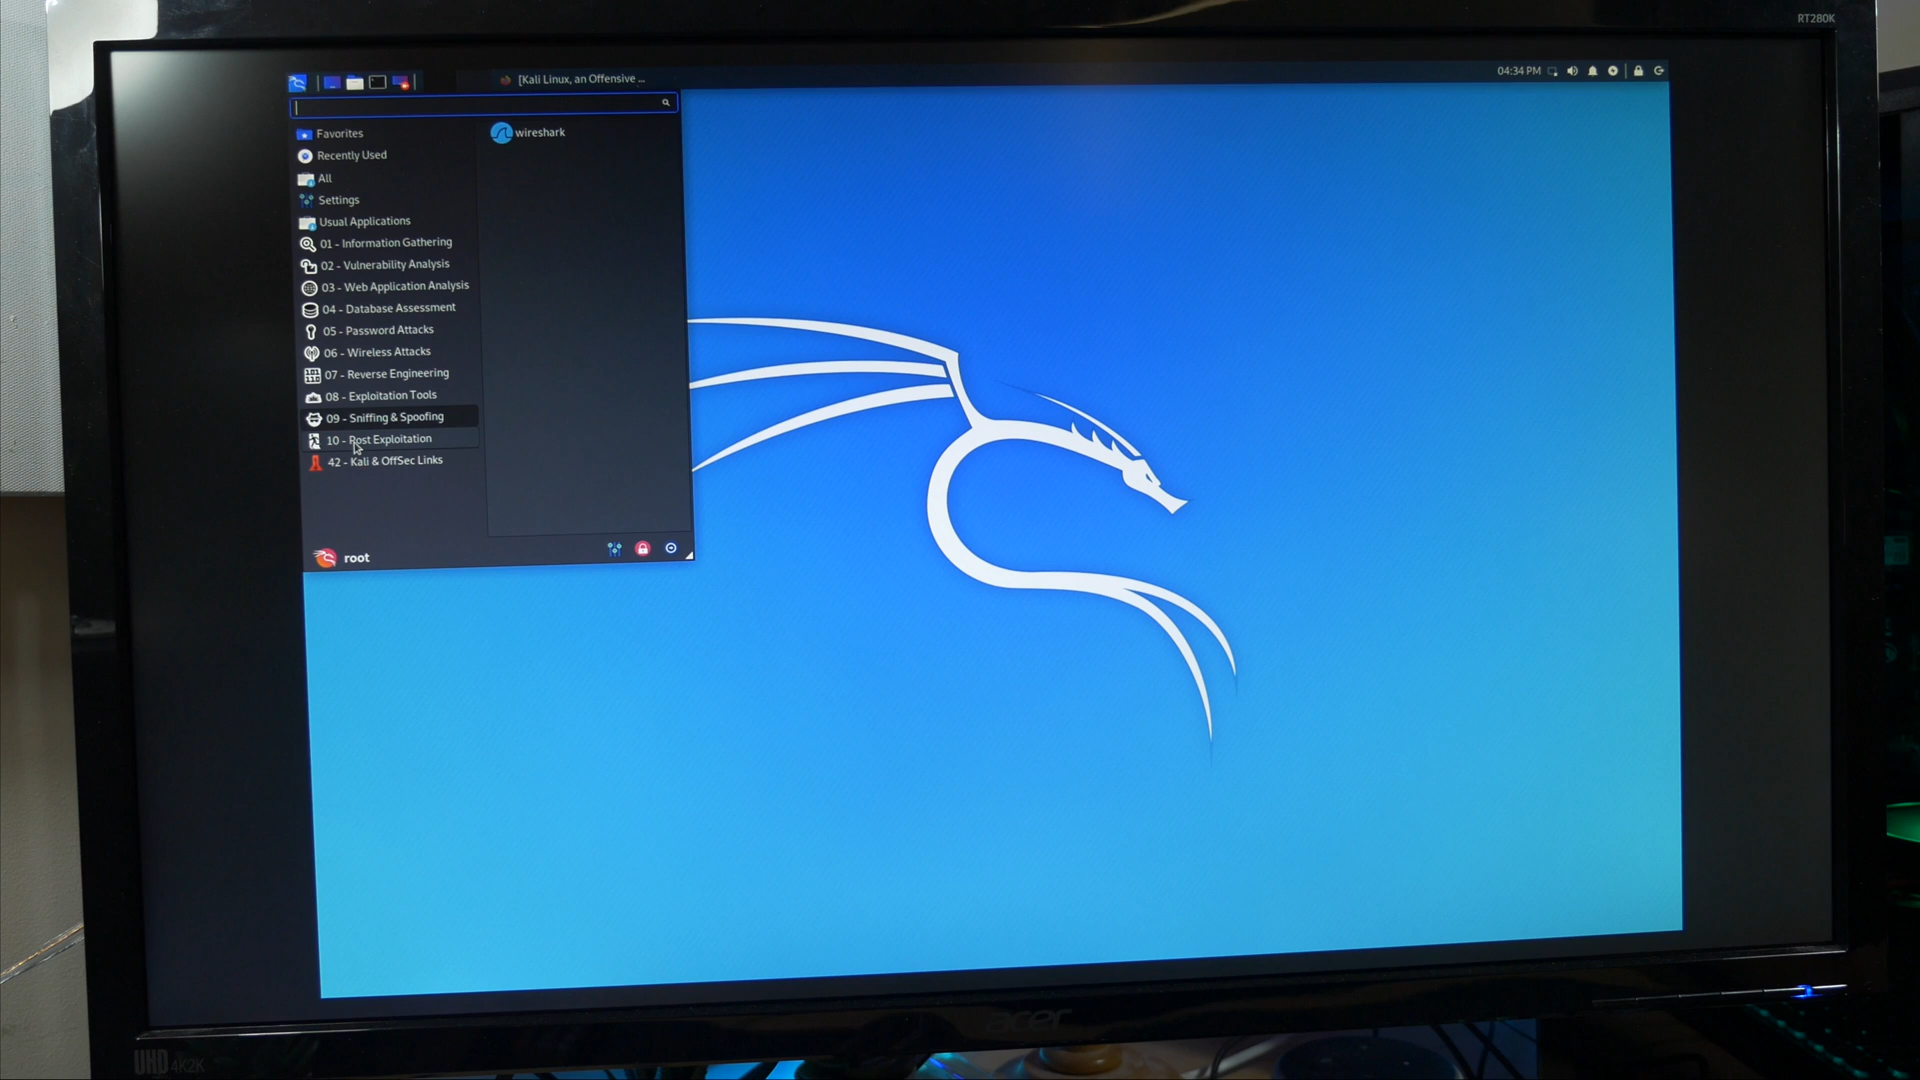 RT280K
[Kali Linux, an Offensive ...
04:34 PM
Favorites
wireshark
Recently Used
All
Settings
Usual Applications
01 - Information Gathering
02 - Vulnerability Analysis
03 - Web Application Analysis
04 - Database Assessment
05 - Password Attacks
06 - Wireless Attacks
07 - Reverse Engineering
08 - Exploitation Tools
09 - Sniffing & Spoofing
10 - Post Exploitation
42 - Kali & OffSec Links
root
acer
UHD 4K2K